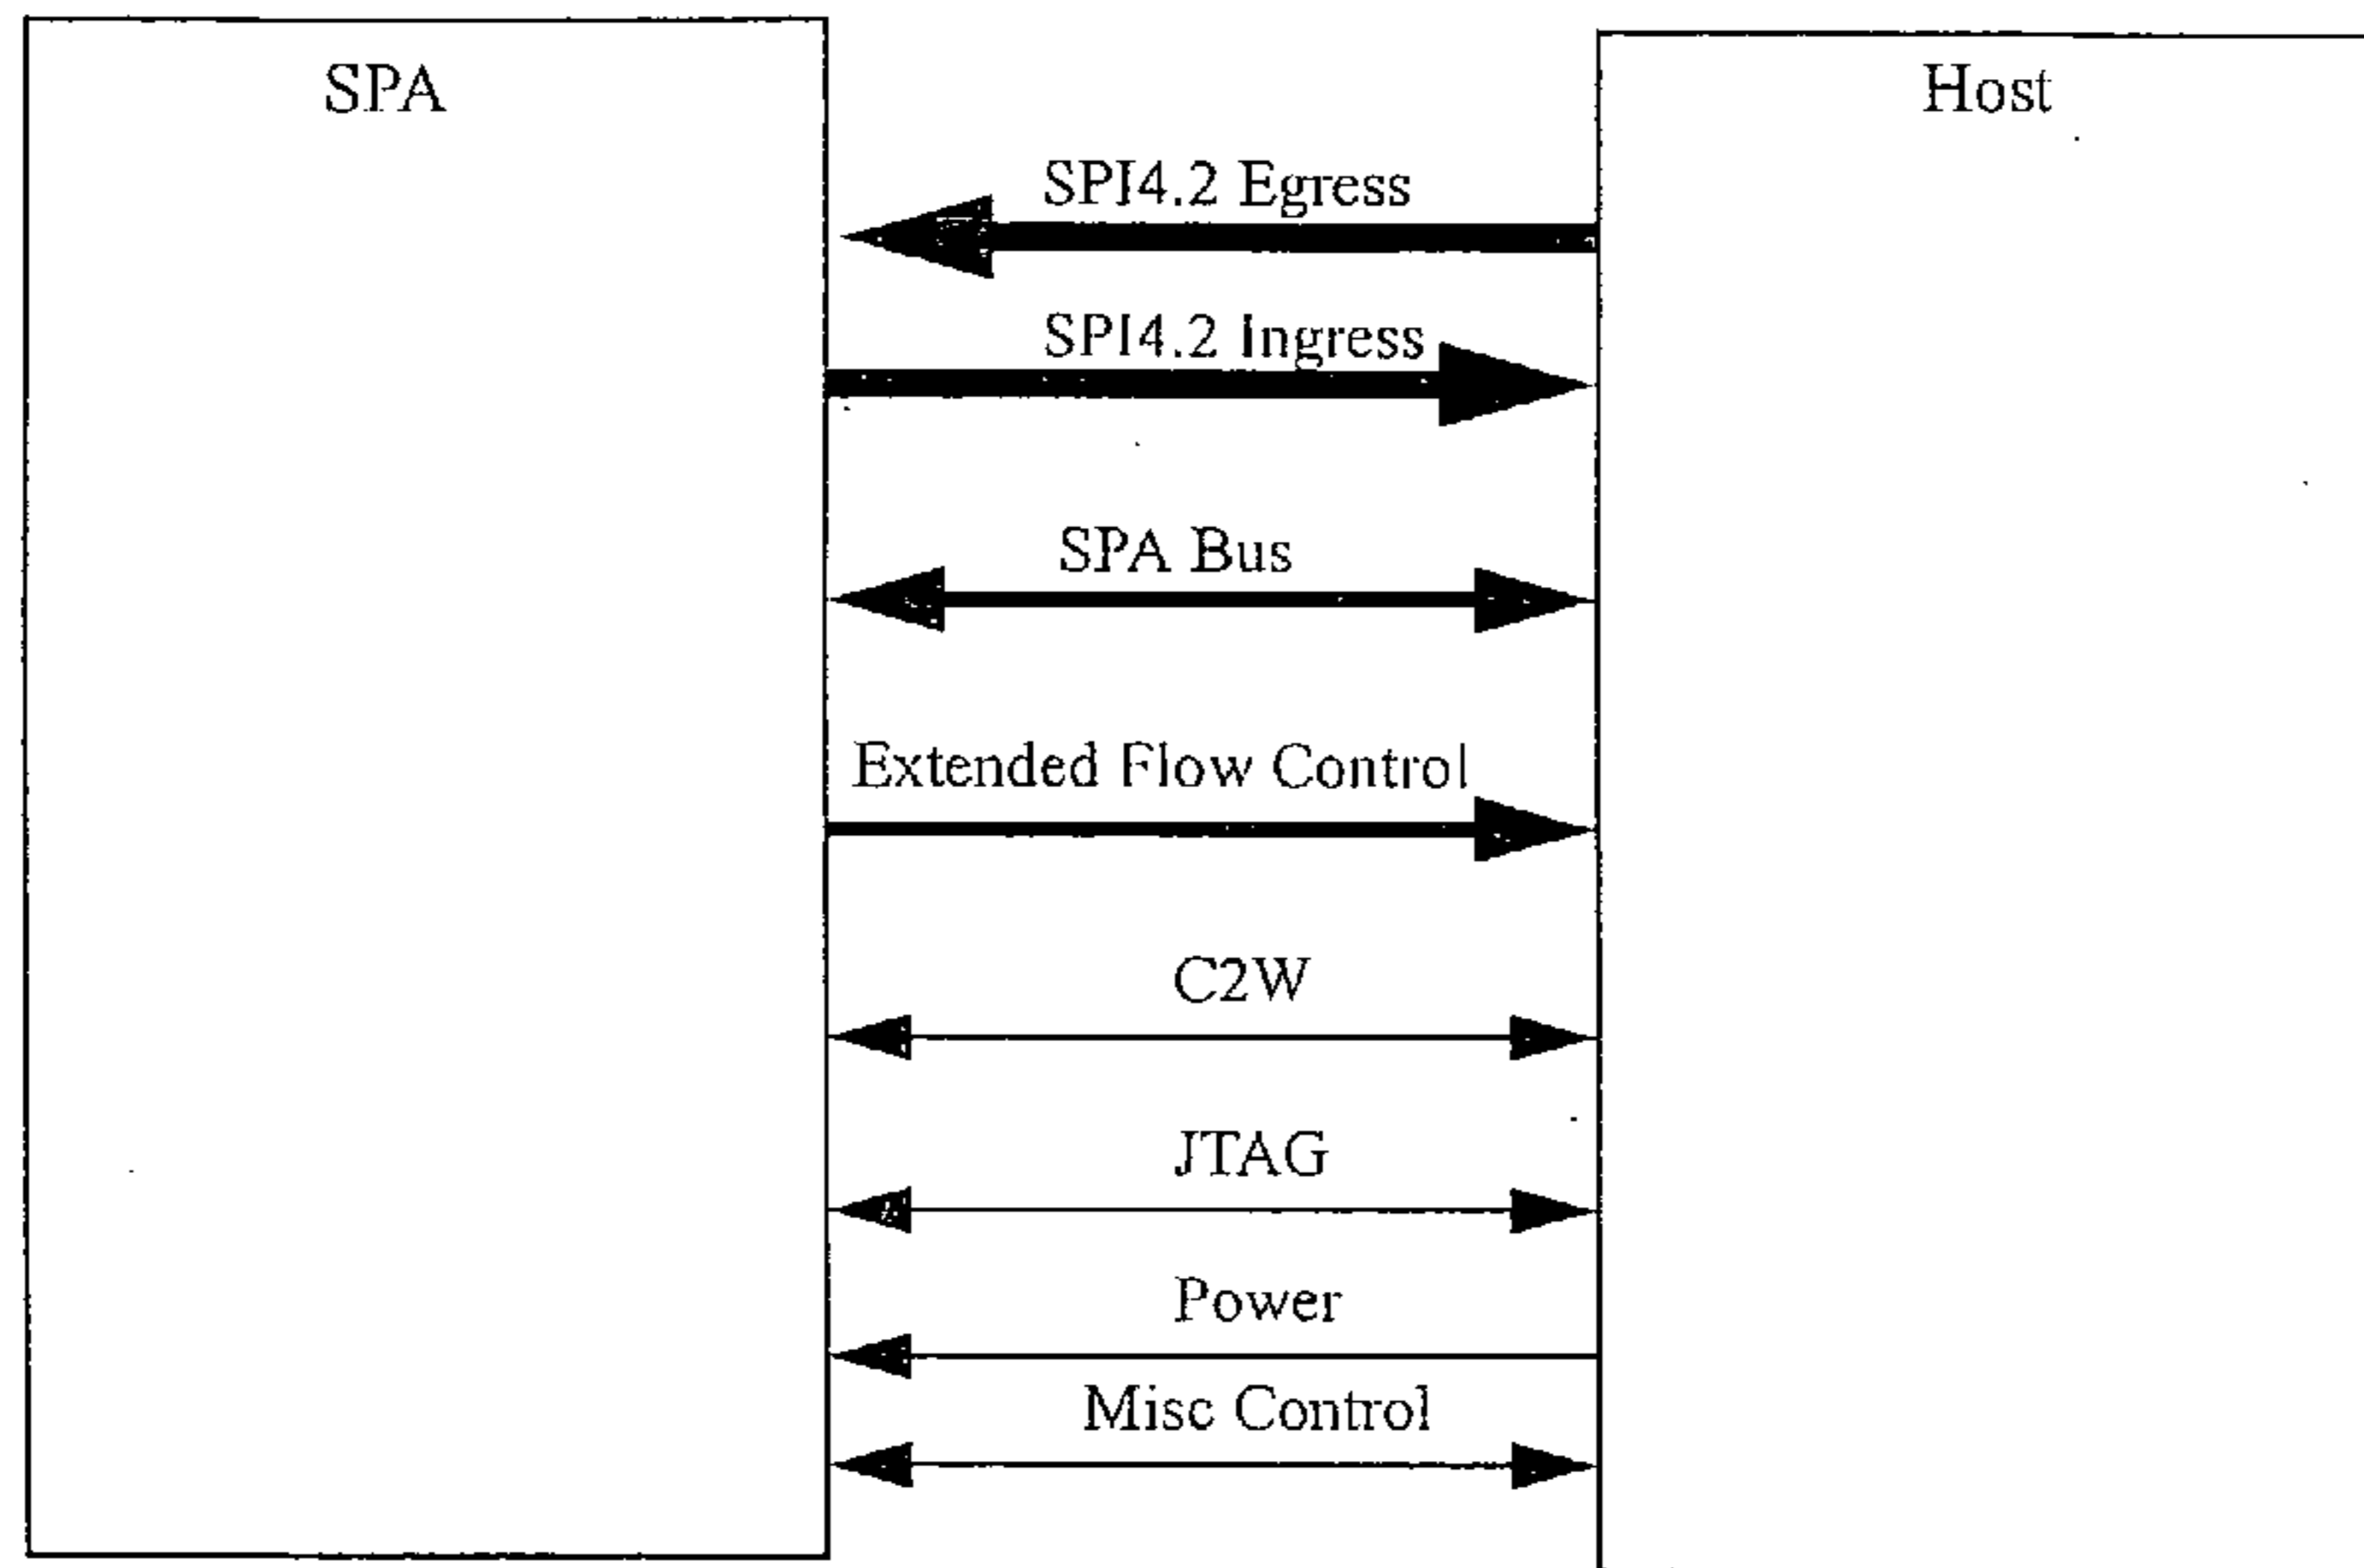 SPA
Host
SPI4.2 Egress
SPI4.2 Ingress
SPA Bus
Extended Flow Control
C2W
JTAG
Power
Misc Control